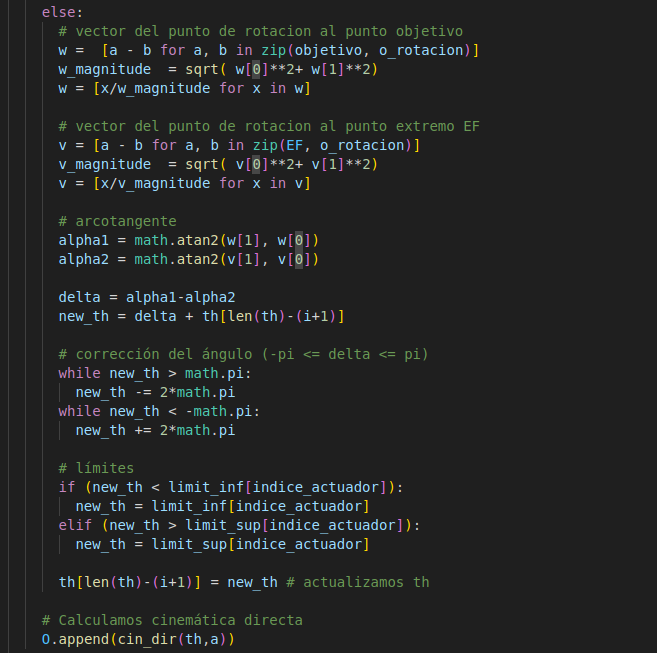 else:
# vector del punto de rotacion al punto objetivo
w =  [a - b for a, b in zip(objetivo, o_rotacion)]
w_magnitude  = sqrt( w[0]**2+ w[1]**2)
w = [x/w_magnitude for x in w]
# vector del punto de rotacion al punto extremo EF
v = [a - b for a, b in zip(EF, o_rotacion)]
v_magnitude  = sqrt( v[0]**2+ v[1]**2)
v = [x/v_magnitude for x in v]
# arcotangente
alpha1 = math.atan2(w[1], w[0])
alpha2 = math.atan2(v[1], v[0])
delta = alpha1-alpha2
new_th = delta + th[len(th)-(i+1)]
# corrección del ángulo (-pi <= delta <= pi)
while new_th > math.pi:
new_th -= 2*math.pi
while new_th < -math.pi:
new_th += 2*math.pi
# límites
if (new_th < limit_inf[indice_actuador]):
new_th = limit_inf[indice_actuador]
elif (new_th > limit_sup[indice_actuador]):
new_th = limit_sup[indice_actuador]
th[len(th)-(i+1)] = new_th # actualizamos th
# Calculamos cinemática directa
O.append(cin_dir(th,a))